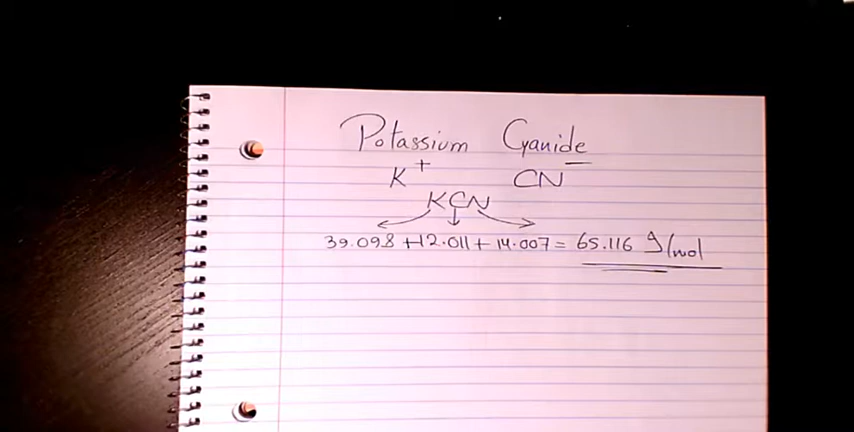 Potassium Cyanide
K+ CN
KCN
39.098 + 12.011 + 14.007 = 65.116 g/mol